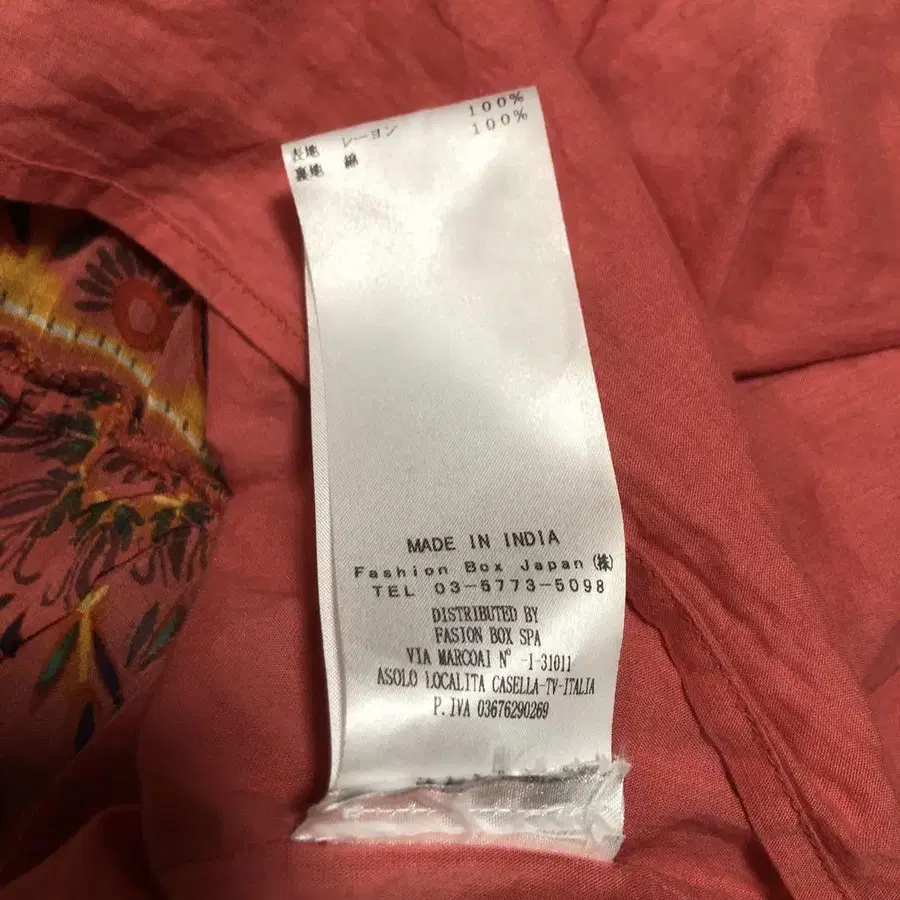 表地 レーヨン 100%
裏地 綿 100%
MADE IN INDIA
Fashion Box Japan(株)
TEL 03-5773-5098
DISTRIBUTED BY
FASION BOX SPA
VIA MARCOAI N° -1-31011
ASOLO LOCALITA CASELLA-TV-ITALIA
P.IVA 03676290269